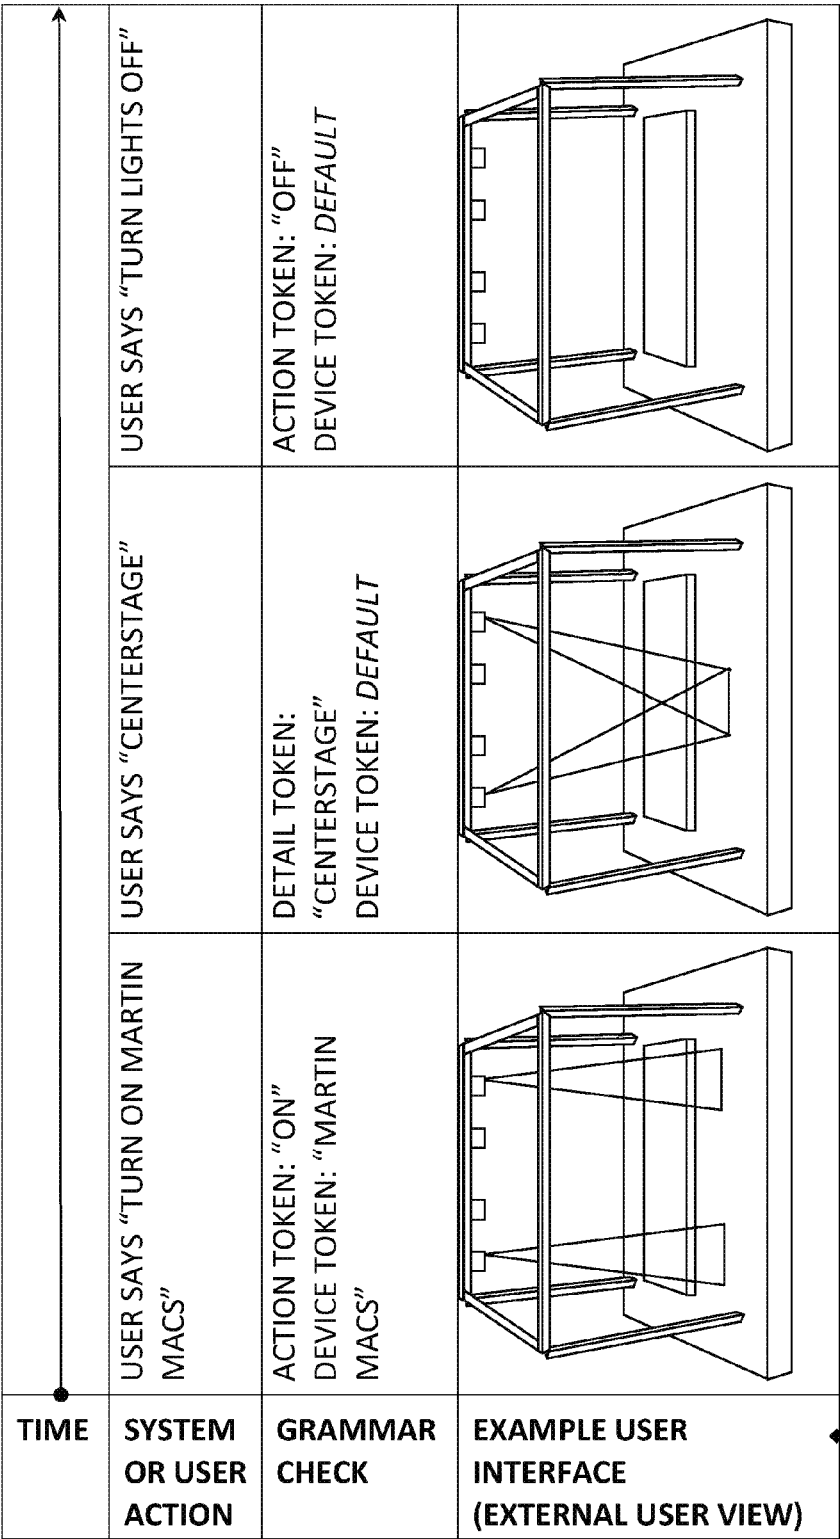 TIME
SYSTEM
OR USER
ACTION
GRAMMAR
CHECK
EXAMPLE USER
INTERFACE
(EXTERNAL USER VIEW)
USER SAYS “TURN ON MARTIN
MACS”
ACTION TOKEN: “ON”
DEVICE TOKEN: “MARTIN
MACS”
USER SAYS “CENTERSTAGE”
DETAIL TOKEN:
“CENTERSTAGE”
DEVICE TOKEN: DEFAULT
USER SAYS “TURN LIGHTS OFF”
ACTION TOKEN: “OFF”
DEVICE TOKEN: DEFAULT